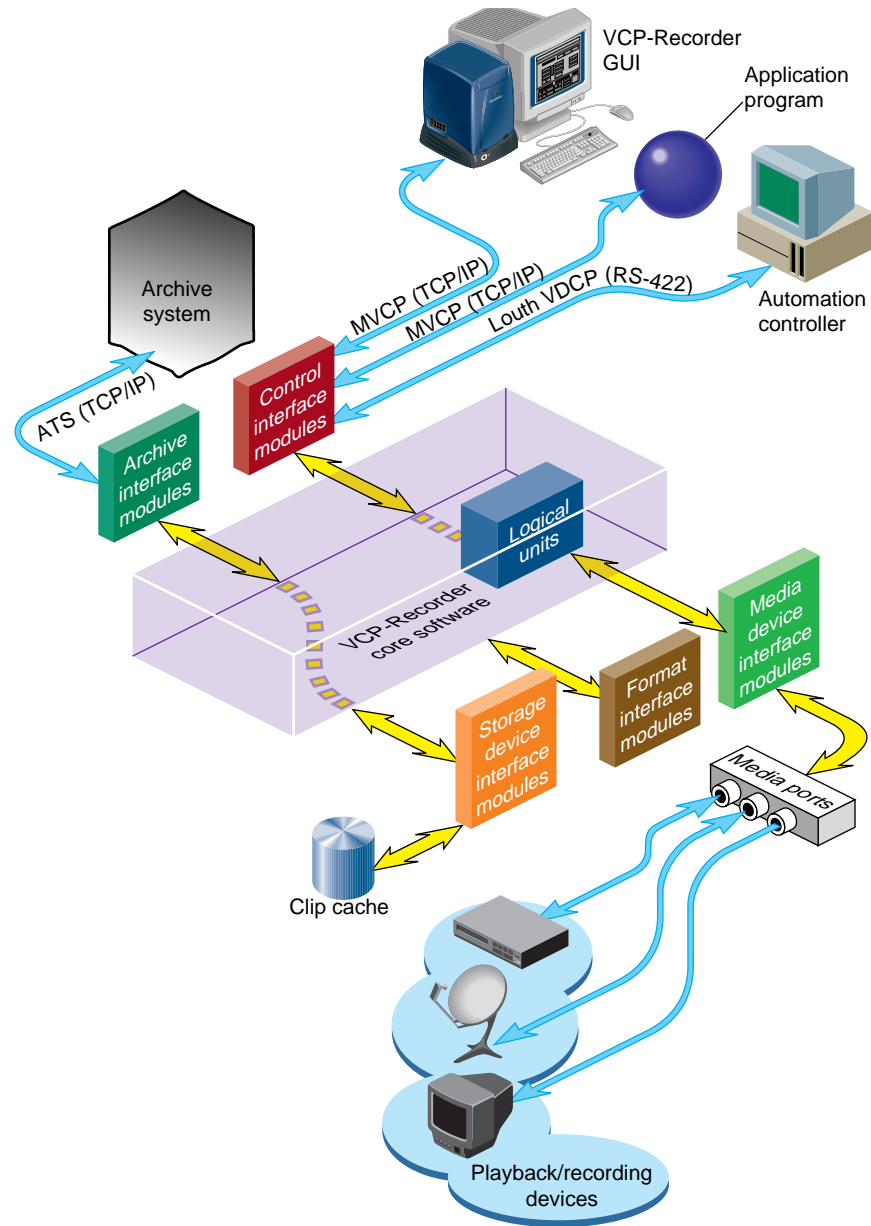 VCP-Recorder
GUI
Application
program
Archive
system
MVCP (TCP/IP)
MVCP (TCP/IP)
Louth VDCP (RS-422)
Automation
controller
ATS (TCP/IP)
Control
interface
modules
Archive
interface
modules
Logical
units
VCP-Recorder
core software
Media
device
interface
modules
Format
interface
modules
Storage
device
interface
modules
Media ports
Clip cache
Playback/recording
devices